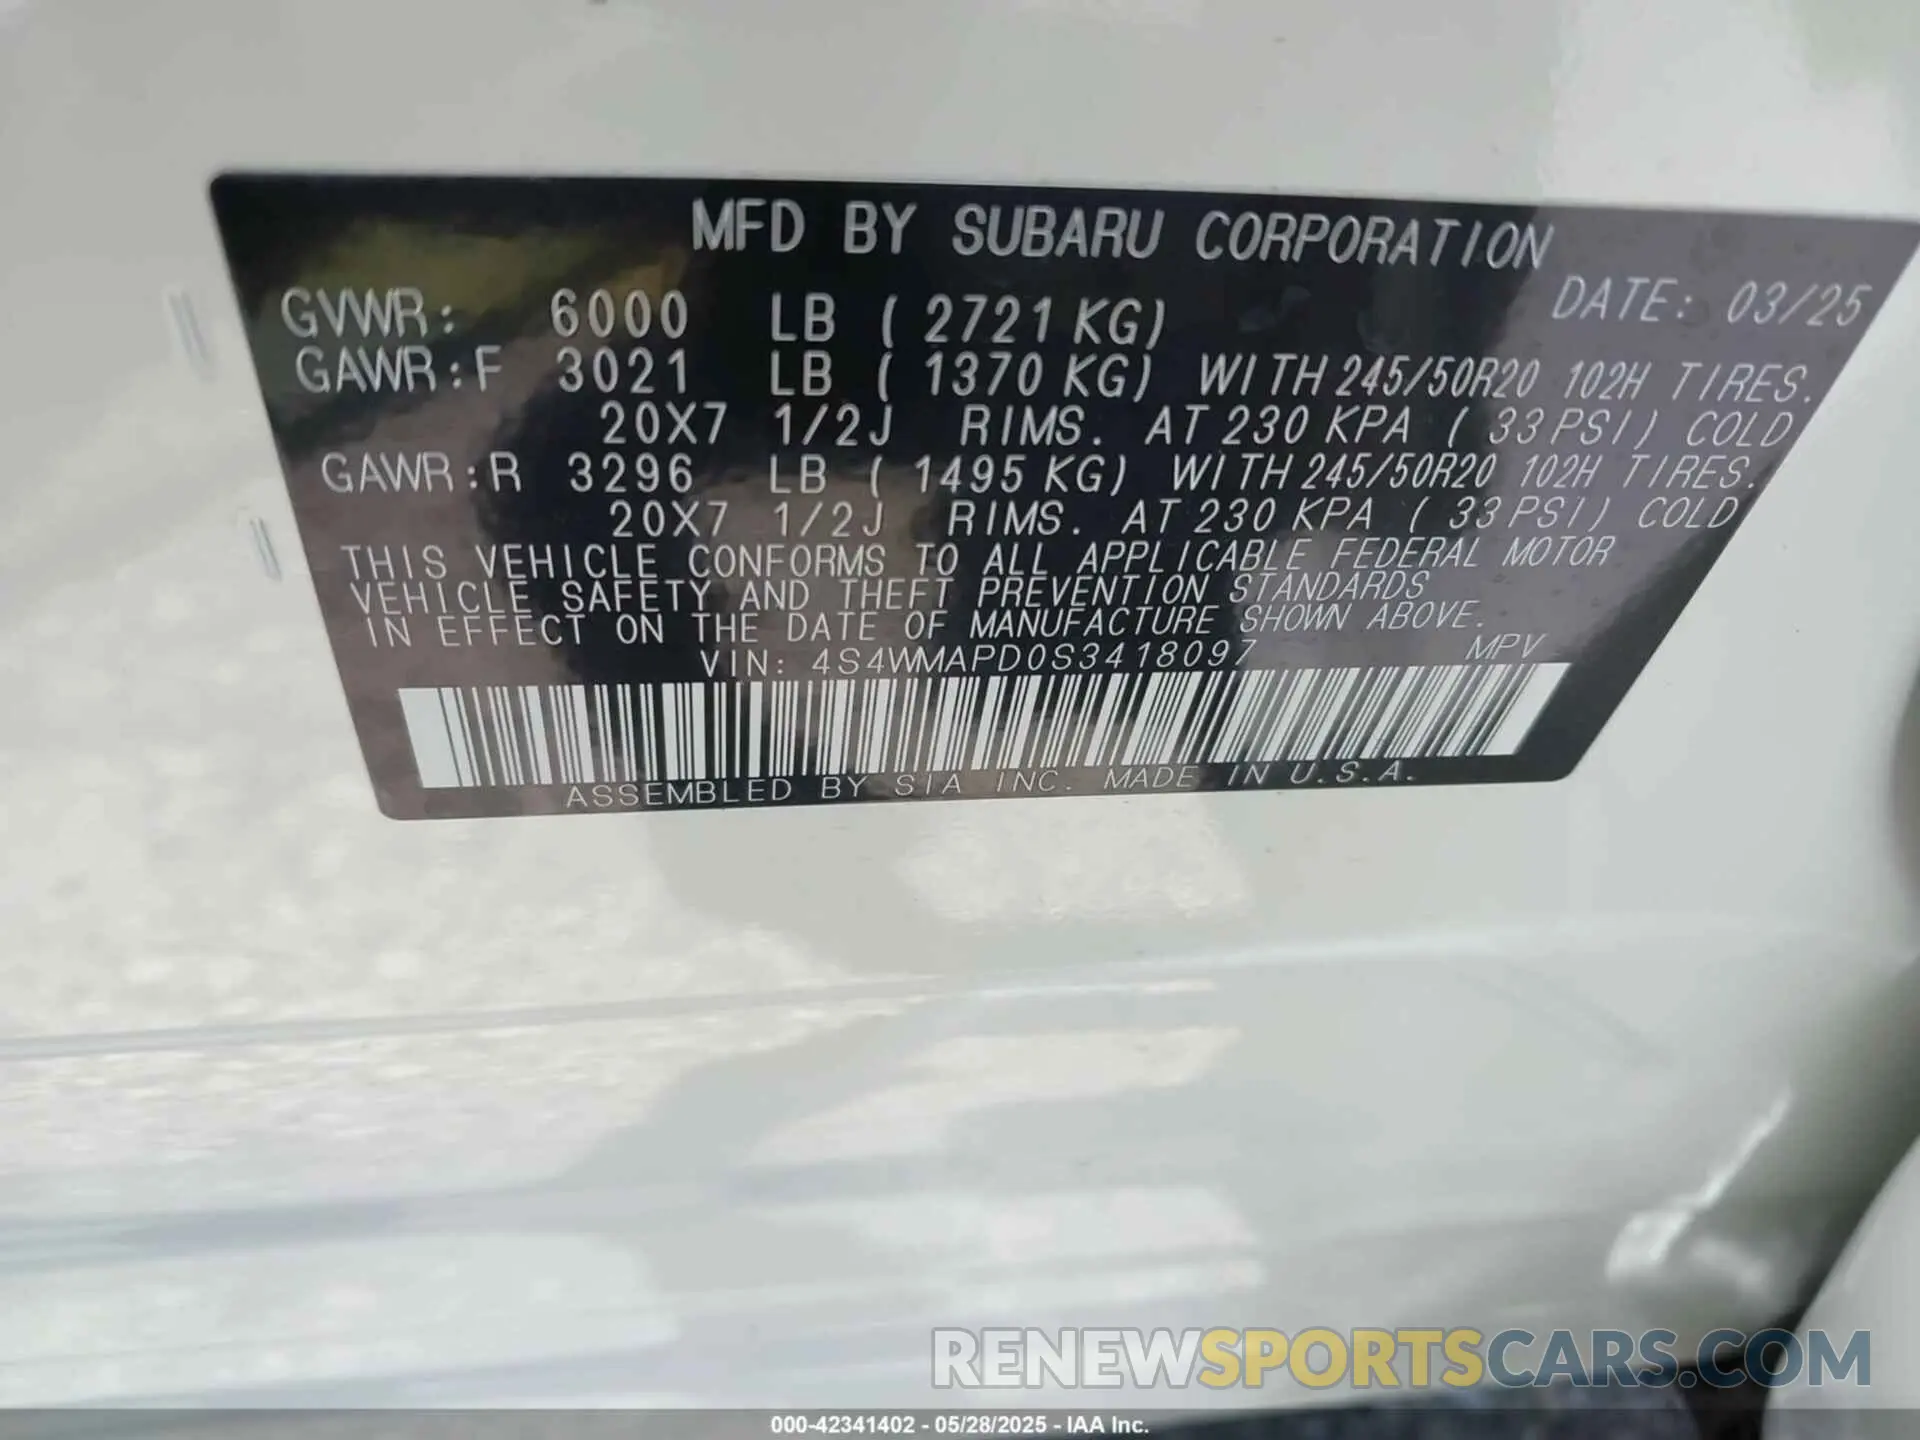 MFD BY SUBARU CORPORATION
DATE: 03/25
GVWR: 6000 LB ( 2721 KG)
GAWR:F 3021 LB ( 1370 KG) WITH 245/50R20 102H TIRES.
20X7 1/2J RIMS. AT 230 KPA ( 33 PSI) COLD
GAWR:R 3296 LB ( 1495 KG) WITH 245/50R20 102H TIRES.
20X7 1/2J RIMS. AT 230 KPA ( 33 PSI) COLD
THIS VEHICLE CONFORMS TO ALL APPLICABLE FEDERAL MOTOR
VEHICLE SAFETY AND THEFT PREVENTION STANDARDS
IN EFFECT ON THE DATE OF MANUFACTURE SHOWN ABOVE.
VIN: 4S4WMAPD0S3418097 MPV
ASSEMBLED BY SIA INC. MADE IN U.S.A.
RENEWSPORTSCARS.COM
000-42341402 - 05/28/2025 - IAA Inc.